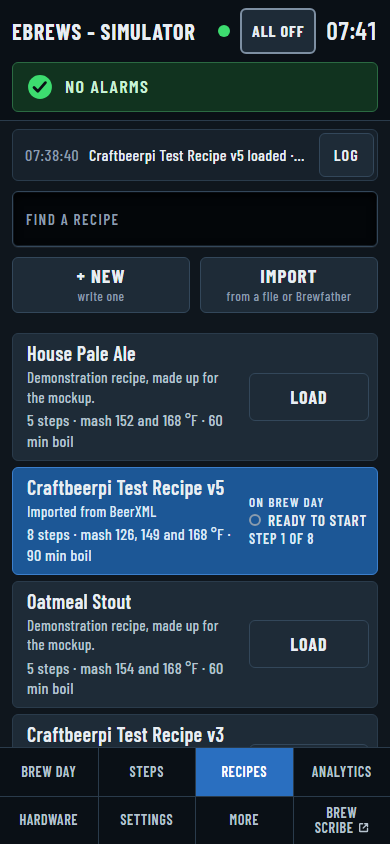 EBREWS - SIMULATOR
ALL OFF
07:41
NO ALARMS
07:38:40 Craftbeerpi Test Recipe v5 loaded ·...
LOG
FIND A RECIPE
+ NEW
write one
IMPORT
from a file or Brewfather
House Pale Ale
Demonstration recipe, made up for
the mockup.
5 steps · mash 152 and 168 °F · 60
min boil
LOAD
Craftbeerpi Test Recipe v5
Imported from BeerXML
8 steps · mash 126, 149 and 168 °F ·
90 min boil
ON BREW DAY
READY TO START
STEP 1 OF 8
Oatmeal Stout
Demonstration recipe, made up for
the mockup.
5 steps · mash 154 and 168 °F · 60
min boil
LOAD
Craftbeerpi Test Recipe v3
BREW DAY
STEPS
RECIPES
ANALYTICS
HARDWARE
SETTINGS
MORE
BREW
SCRIBE